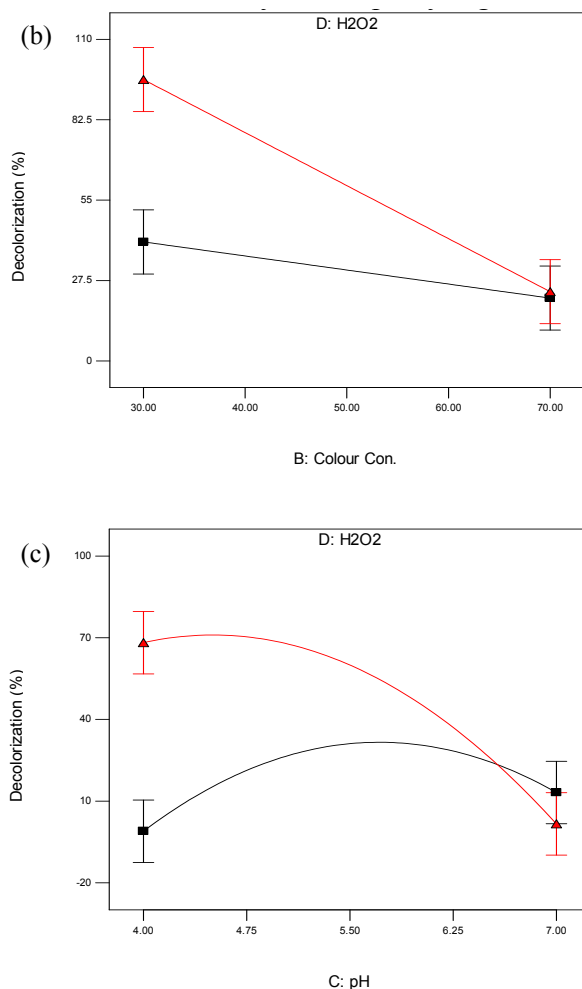 (b)
D: H2O2
110
82.5
55
27.5
0
Decolorization (%)
30.00 40.00 50.00 60.00 70.00
B: Colour Con.
(c)
D: H2O2
100
70
40
10
-20
Decolorization (%)
4.00 4.75 5.50 6.25 7.00
C: pH